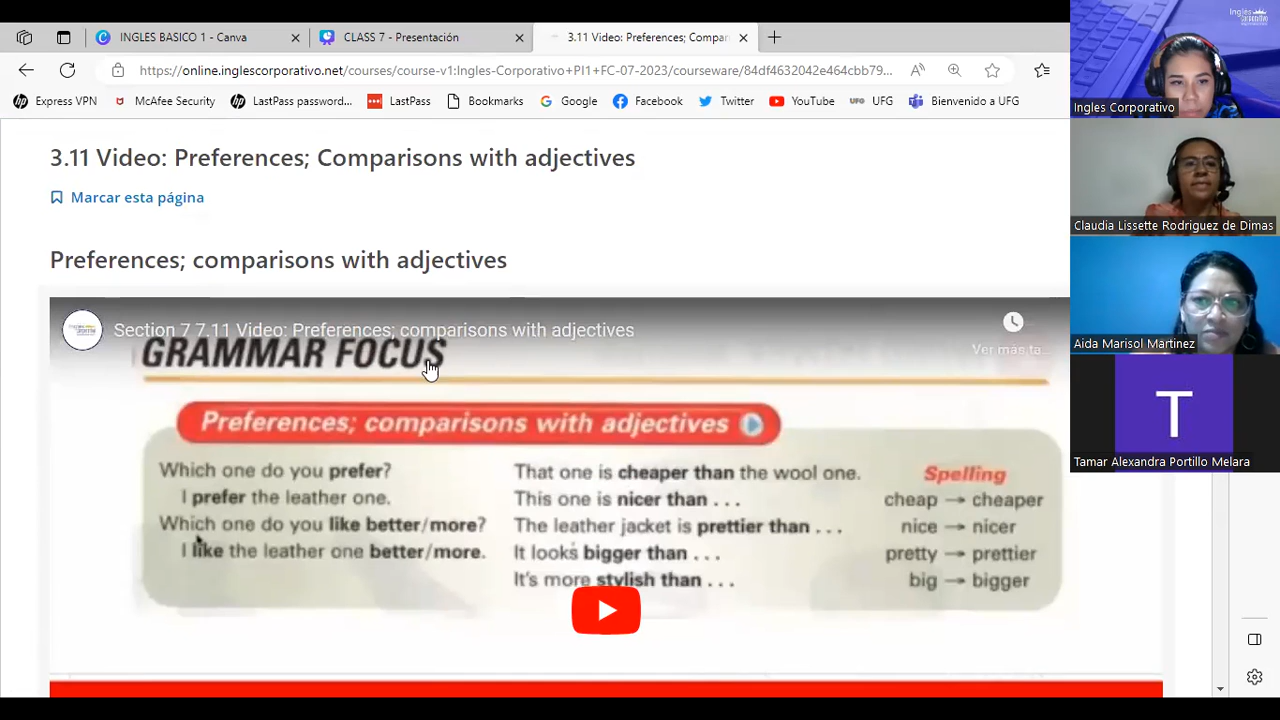 INGLES BASICO 1 - Canva
CLASS 7 - Presentación
3.11 Video: Preferences; Compar
https://online.inglescorporativo.net/courses/course-v1:Ingles-Corporativo+PI1+FC-07-2023/courseware/84df4632042e464cbb79...
Express VPN
McAfee Security
LastPass password...
LastPass
Bookmarks
Google
Facebook
Twitter
YouTube
UFG
Bienvenido a UFG
3.11 Video: Preferences; Comparisons with adjectives
Marcar esta página
Preferences; comparisons with adjectives
Section 7 7.11 Video: Preferences; comparisons with adjectives
Ver más ta...
GRAMMAR FOCUS
Preferences; comparisons with adjectives
Which one do you prefer?
I prefer the leather one.
Which one do you like better/more?
I like the leather one better/more.
That one is cheaper than the wool one.
This one is nicer than . . .
The leather jacket is prettier than . . .
It looks bigger than . . .
It's more stylish than . . .
Spelling
cheap → cheaper
nice → nicer
pretty → prettier
big → bigger
Ingles Corporativo
Claudia Lissette Rodriguez de Dimas
Aida Marisol Martinez
T
Tamar Alexandra Portillo Melara